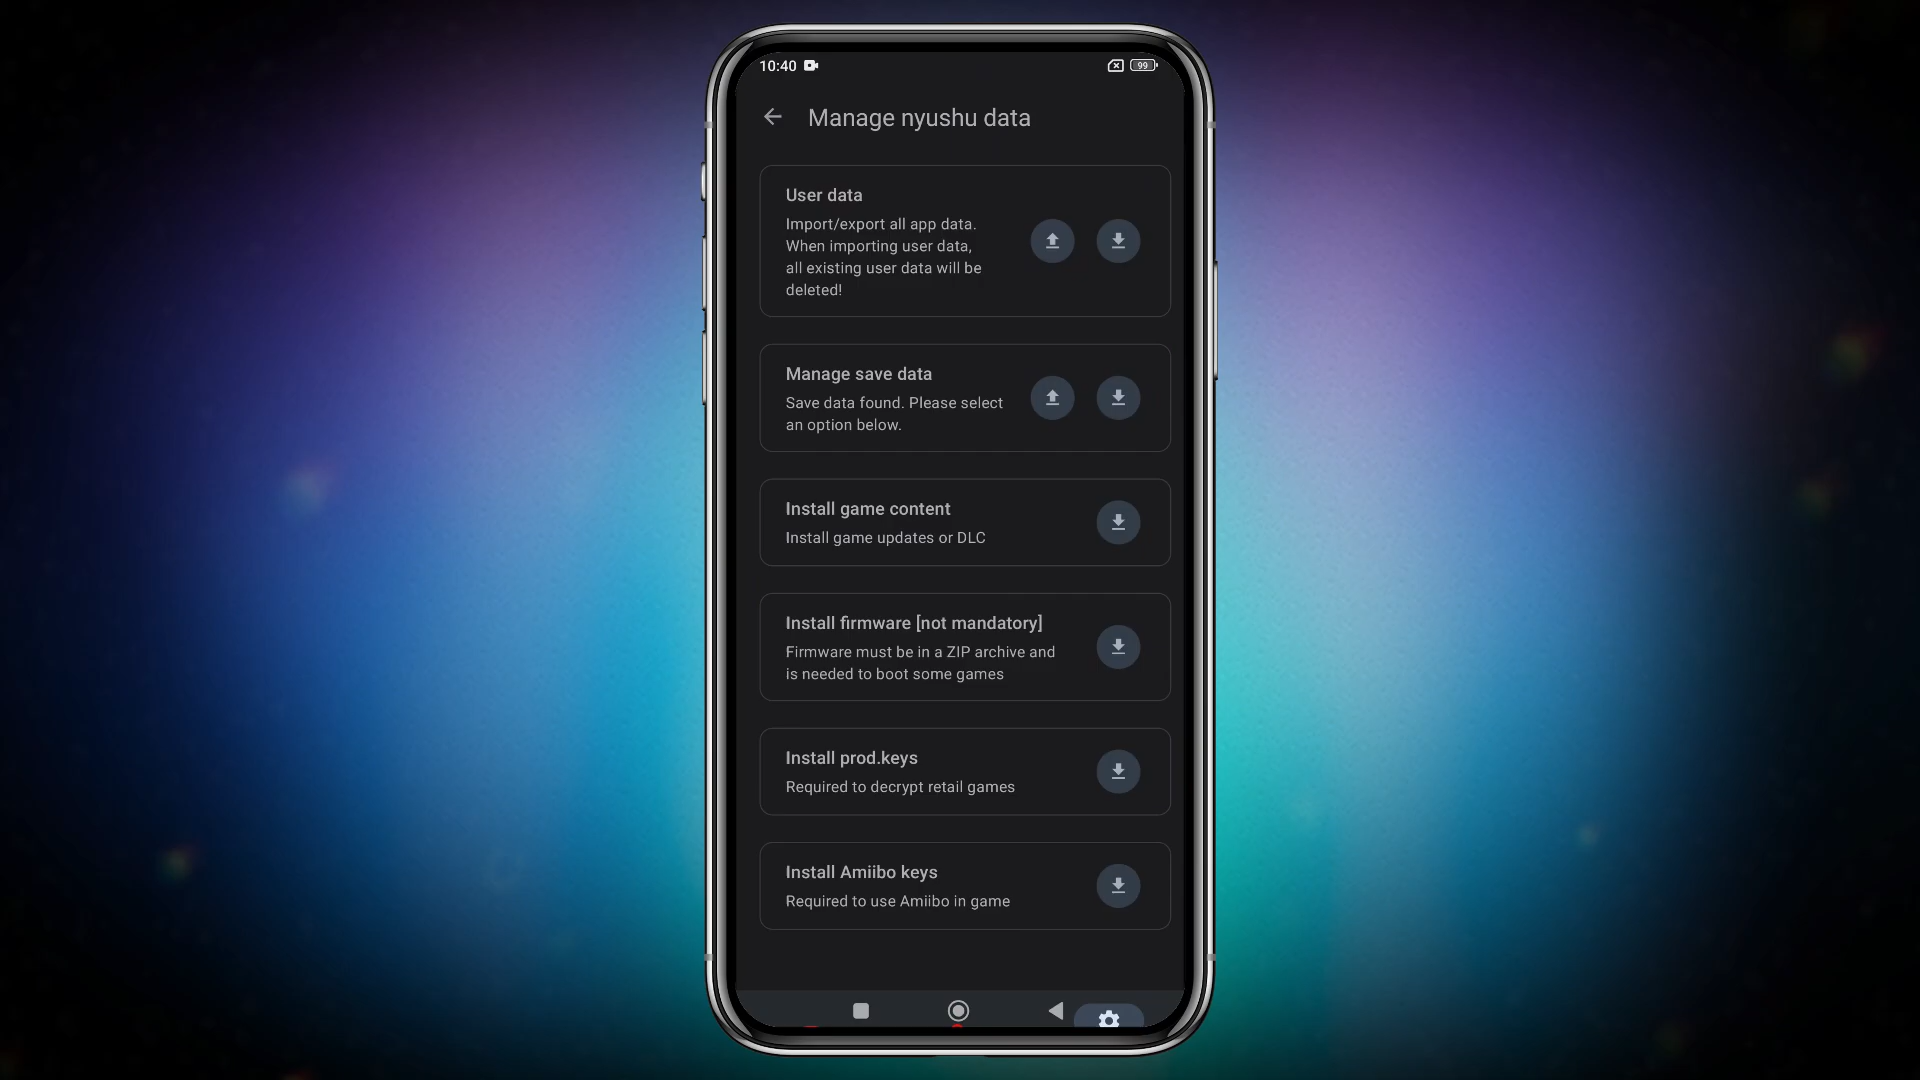 10:40
99
Manage nyushu data
User data
Import/export all app data.
When importing user data,
all existing user data will be
deleted!
Manage save data
Save data found. Please select
an option below.
Install game content
Install game updates or DLC
Install firmware [not mandatory]
Firmware must be in a ZIP archive and
is needed to boot some games
Install prod.keys
Required to decrypt retail games
Install Amiibo keys
Required to use Amiibo in game